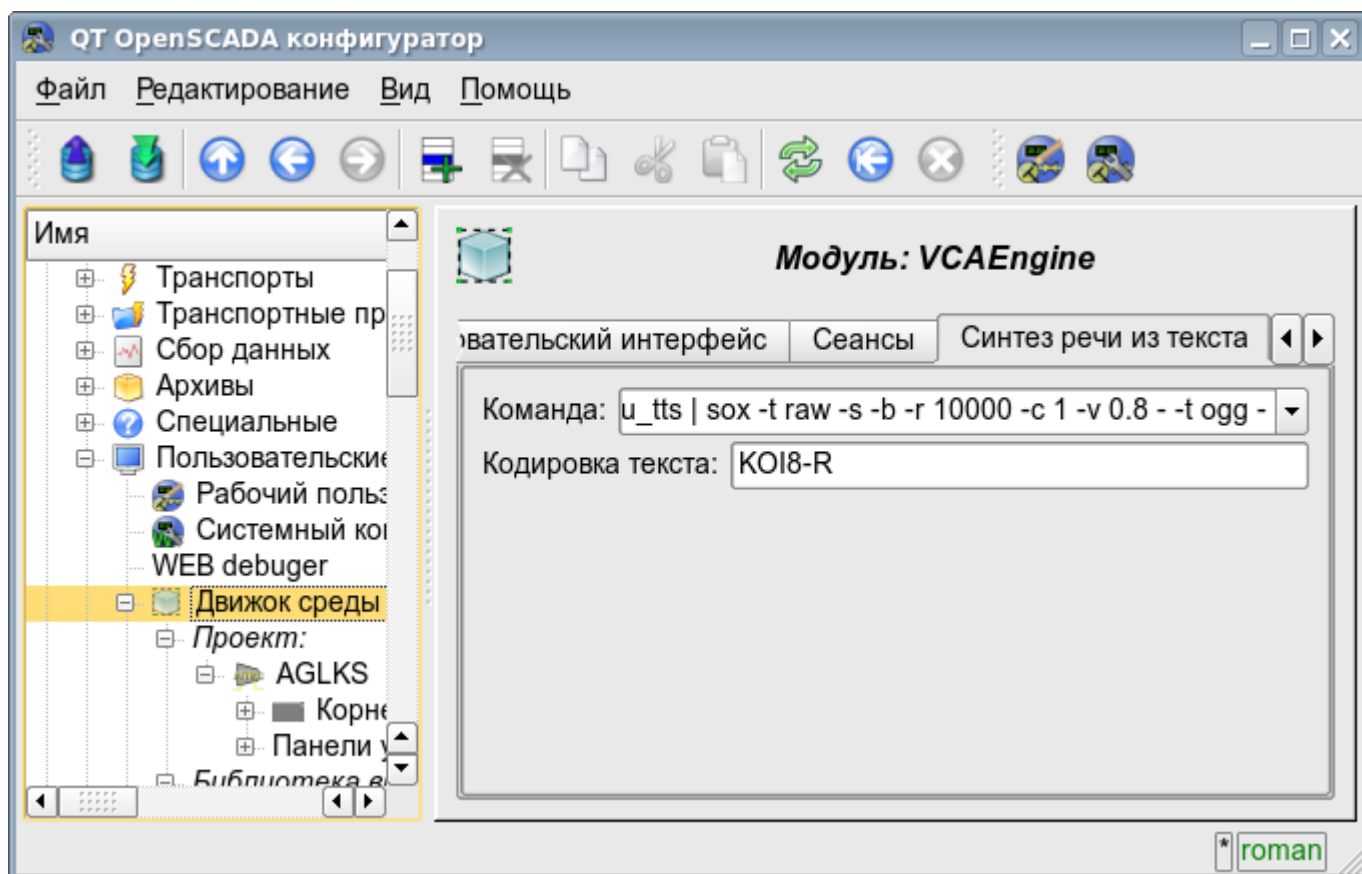 QT OpenSCADA конфигуратор
Файл Редактирование Вид Помощь
Имя
Транспорты
Транспортные пр
Сбор данных
Архивы
Специальные
Пользовательские
Рабочий польз
Системный ко
WEB debuger
Движок среды
Проект:
AGLKS
Корне
Панели у
Библиотека в
Модуль: VCAEngine
овательский интерфейс Сеансы Синтез речи из текста
Команда: u_tts | sox -t raw -s -b -r 10000 -c 1 -v 0.8 - -t ogg -
Кодировка текста: KOI8-R
* roman